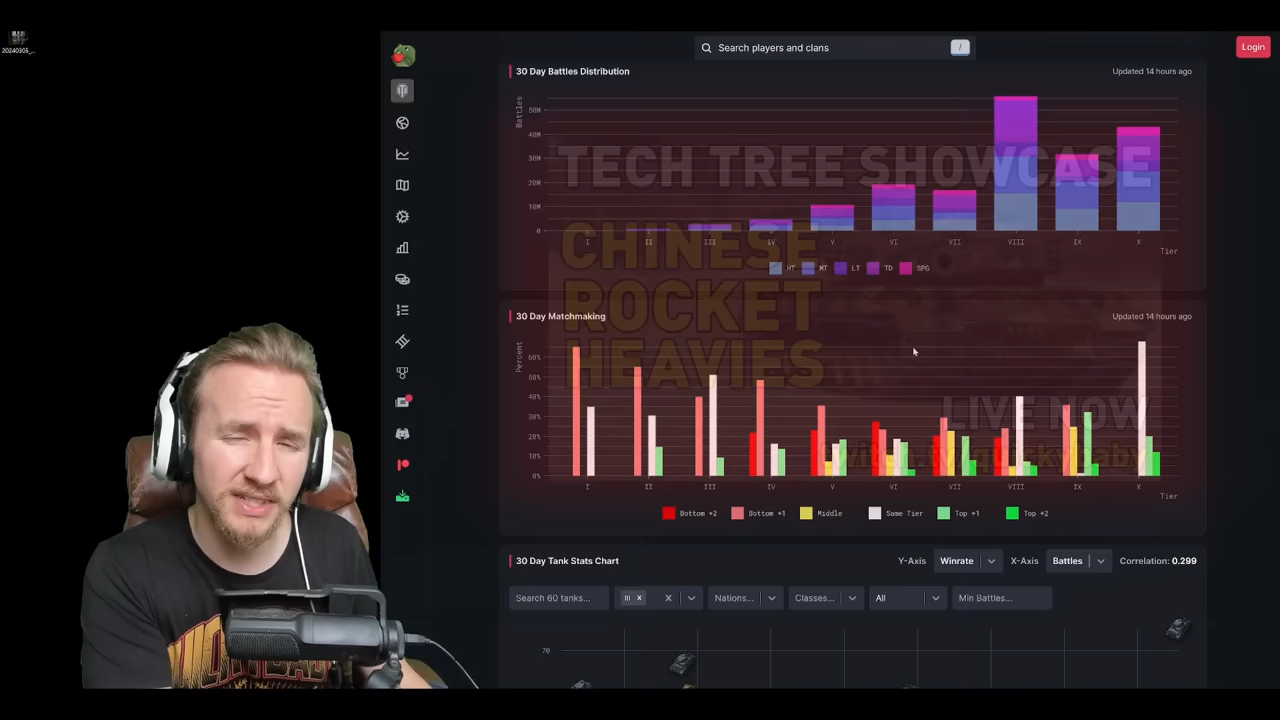 20240305_...
Search players and clans
/
Login
30 Day Battles Distribution
Updated 14 hours ago
Battles
50M
40M
30M
20M
10M
0
I II III IV V VI VII VIII IX X
Tier
HT MT LT TD SPG
TECH TREE SHOWCASE
CHINESE
ROCKET
HEAVIES
LIVE NOW
30 Day Matchmaking
Updated 14 hours ago
Percent
60%
50%
40%
30%
20%
10%
0%
I II III IV V VI VII VIII IX X
Tier
Bottom +2 Bottom +1 Middle Same Tier Top +1 Top +2
30 Day Tank Stats Chart
Y-Axis Winrate X-Axis Battles Correlation: 0.299
Search 60 tanks... III x Nations... Classes... All Min Battles...
70